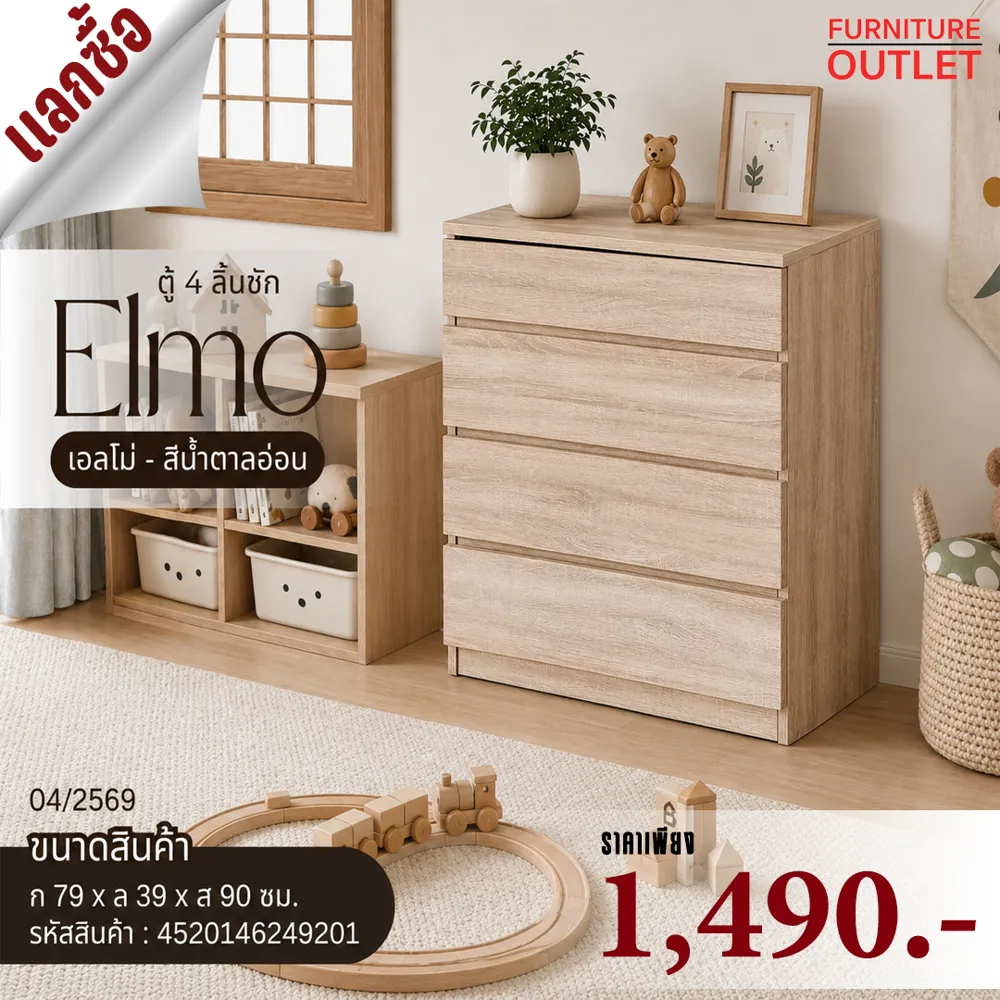 แลกซื้อ
FURNITURE
OUTLET
ตู้ 4 ลิ้นชัก
Elmo
เอลโม่ - สีน้ำตาลอ่อน
04/2569
ขนาดสินค้า
ก 79 x ล 39 x ส 90 ซม.
รหัสสินค้า : 4520146249201
B
ราคาเพียง
1,490.-